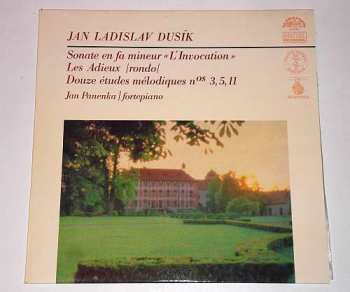 JAN LADISLAV DUSÍK
Sonate en fa mineur «L'Invocation»
Les Adieux /rondo/
Douze études mélodiques nos 3, 5, 11
Jan Panenka / fortepiano